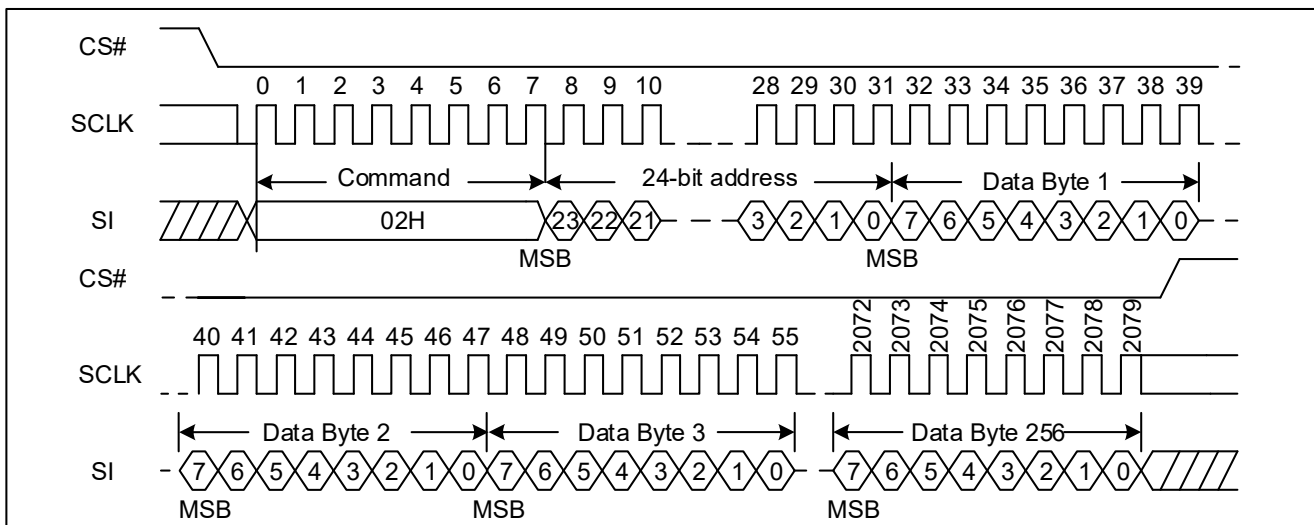 CS#
0 1 2 3 4 5 6 7 8 9 10 28 29 30 31 32 33 34 35 36 37 38 39
SCLK
Command 24-bit address Data Byte 1
SI 02H 23 22 21 3 2 1 0 7 6 5 4 3 2 1 0
MSB MSB
CS#
40 41 42 43 44 45 46 47 48 49 50 51 52 53 54 55 2072 2073 2074 2075 2076 2077 2078 2079
SCLK
Data Byte 2 Data Byte 3 Data Byte 256
SI 7 6 5 4 3 2 1 0 7 6 5 4 3 2 1 0 7 6 5 4 3 2 1 0
MSB MSB MSB